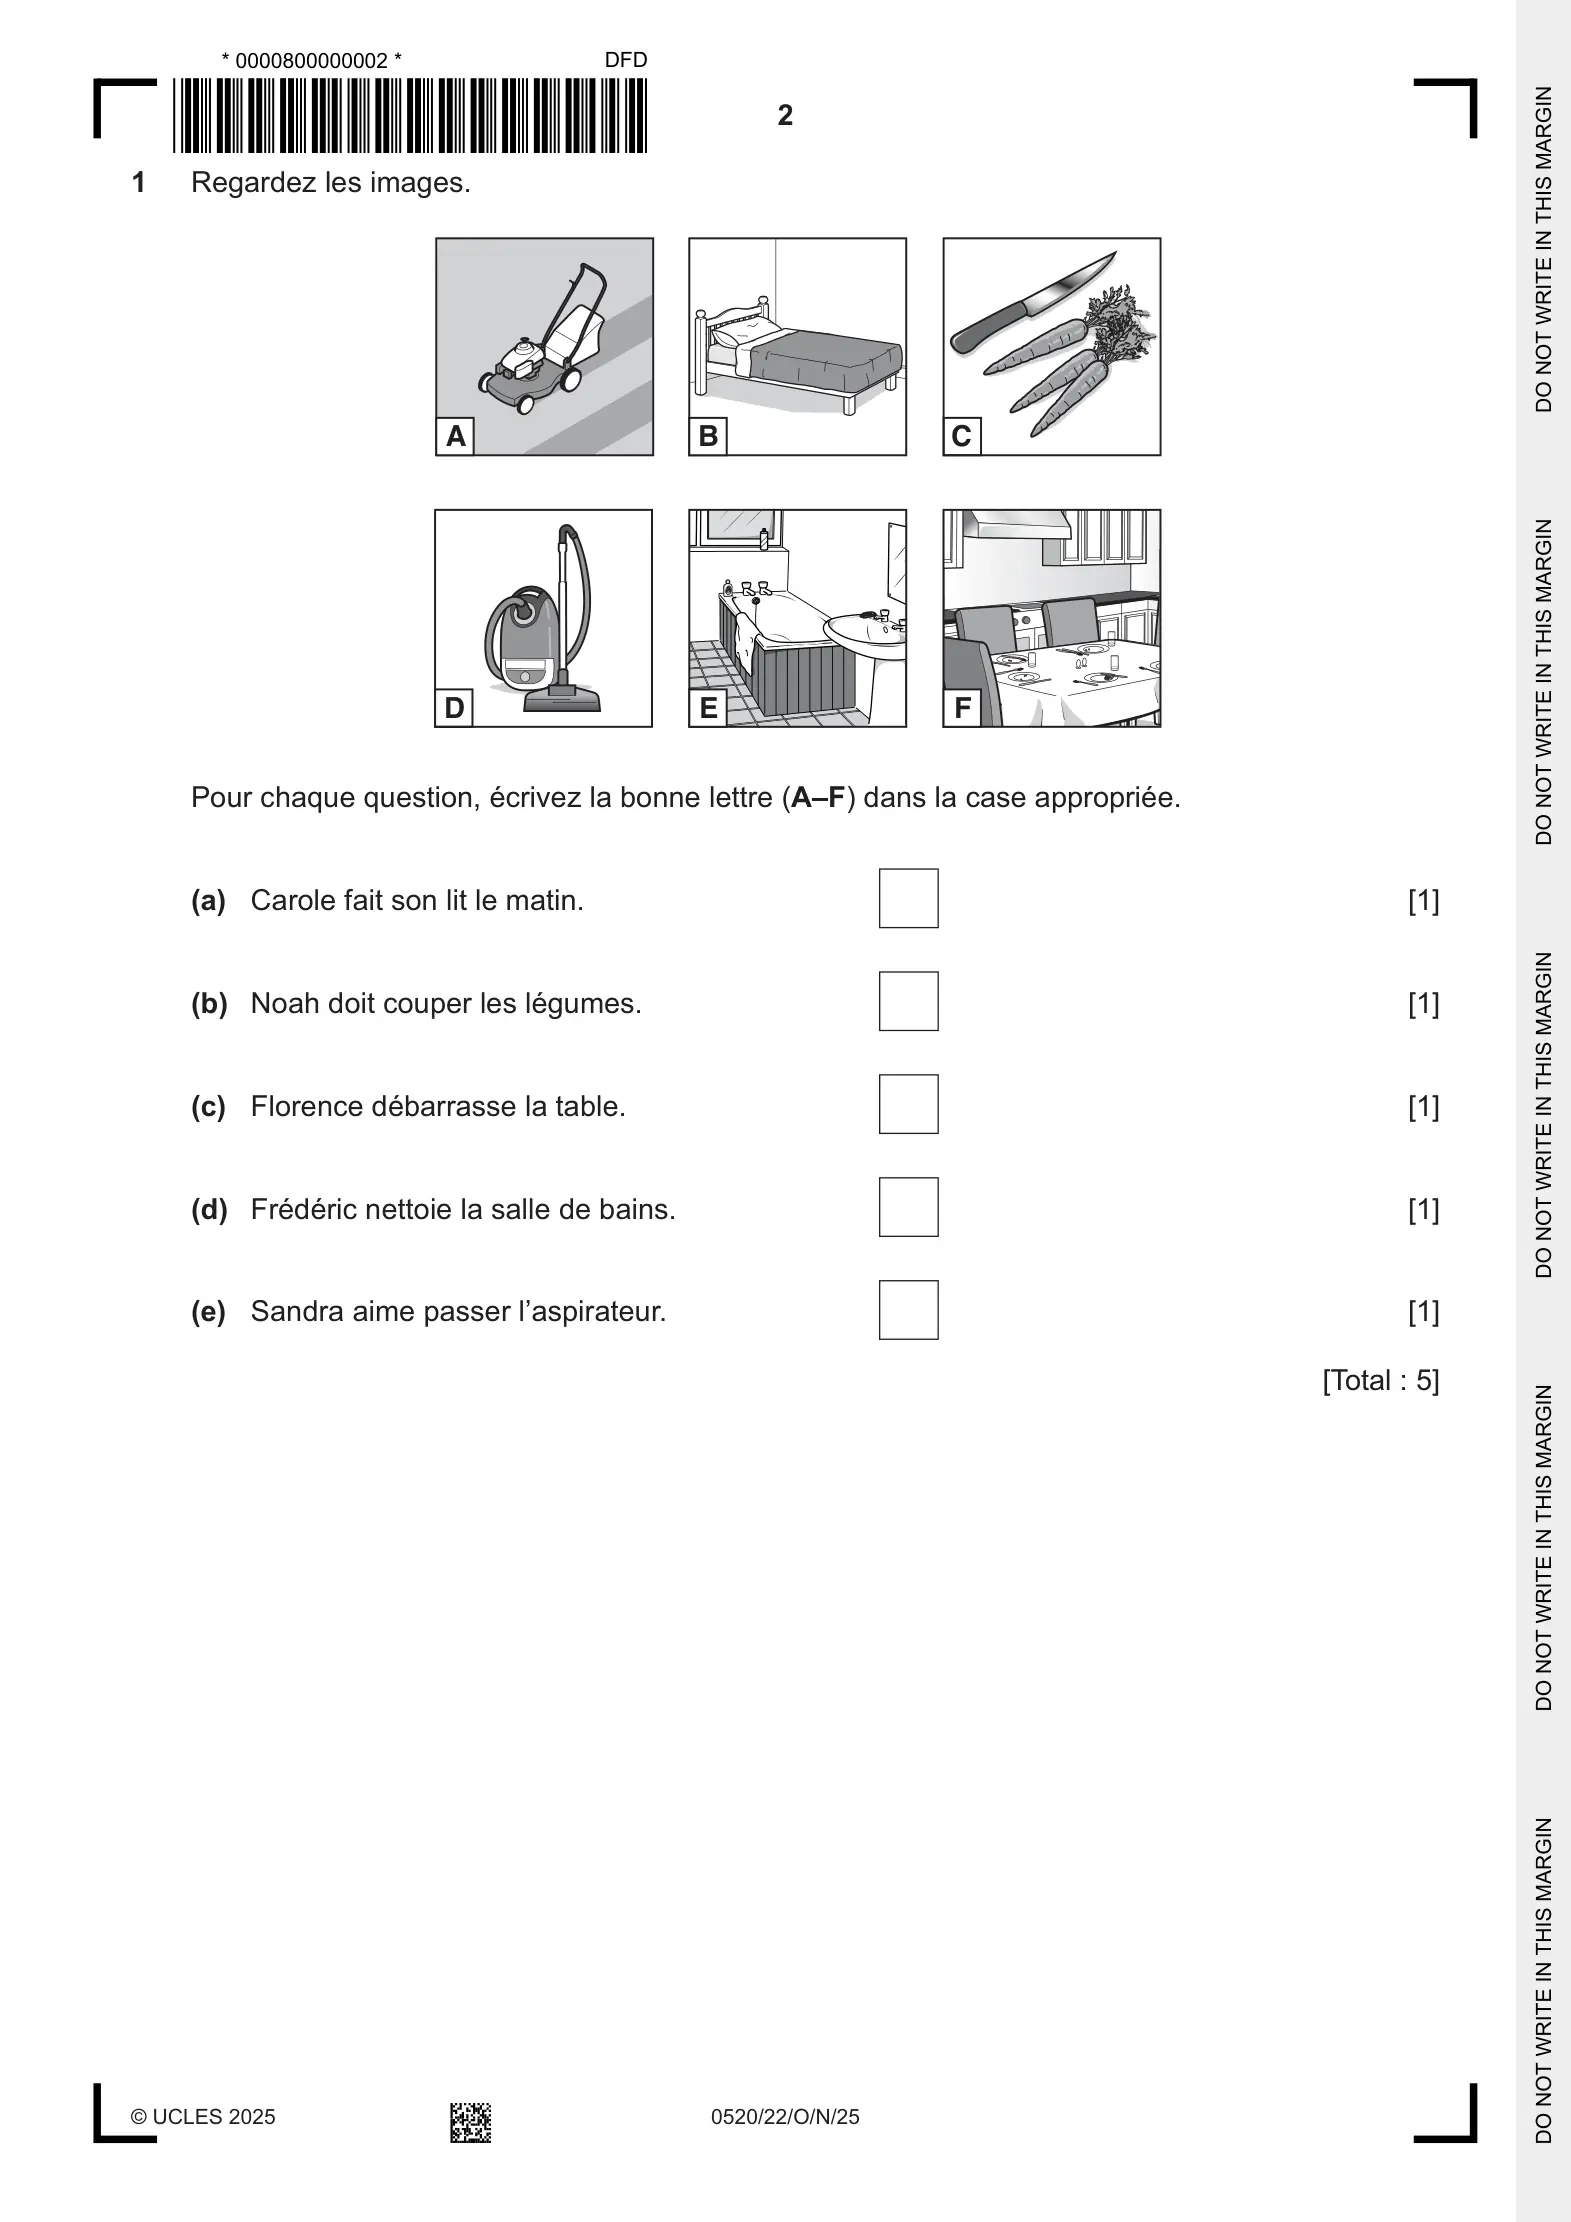 * 0000800000002 *
DFD
2
1 Regardez les images.
A
B
C
D
E
F
Pour chaque question, écrivez la bonne lettre (A–F) dans la case appropriée.
(a) Carole fait son lit le matin. [1]
(b) Noah doit couper les légumes. [1]
(c) Florence débarrasse la table. [1]
(d) Frédéric nettoie la salle de bains. [1]
(e) Sandra aime passer l’aspirateur. [1]
[Total : 5]
© UCLES 2025
0520/22/O/N/25
DO NOT WRITE IN THIS MARGIN
DO NOT WRITE IN THIS MARGIN
DO NOT WRITE IN THIS MARGIN
DO NOT WRITE IN THIS MARGIN
DO NOT WRITE IN THIS MARGIN